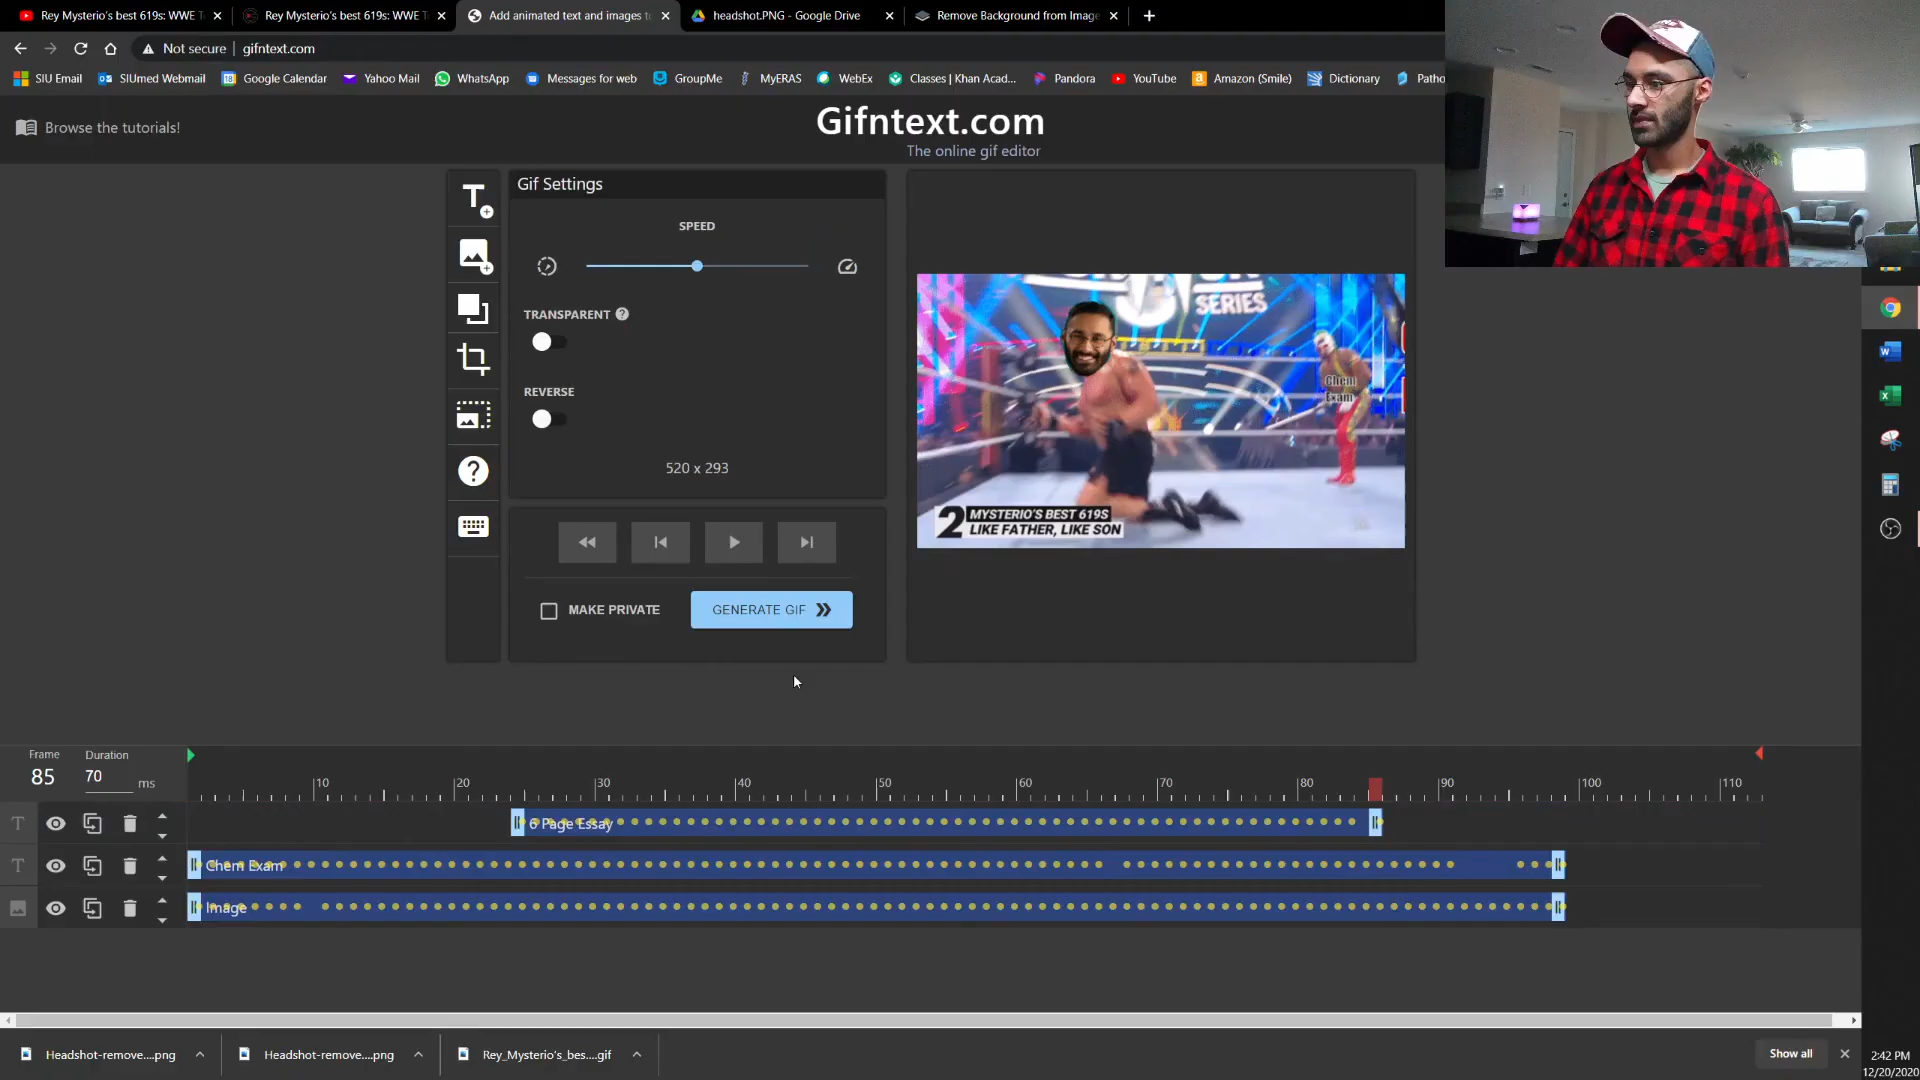 Rey Mysterio's best 619s: WWE T
Rey Mysterio's best 619s: WWE T
Add animated text and images to
headshot.PNG - Google Drive
Remove Background from Image
Not secure
gifntext.com
SIU Email
SIUmed Webmail
Google Calendar
Yahoo Mail
WhatsApp
Messages for web
GroupMe
MyERAS
WebEx
Classes | Khan Acad...
Pandora
YouTube
Amazon (Smile)
Dictionary
Patho
Browse the tutorials!
Gifntext.com
The online gif editor
Gif Settings
SPEED
TRANSPARENT
REVERSE
520 x 293
MAKE PRIVATE
GENERATE GIF
SERIES
Chem
Exam
2 MYSTERIO'S BEST 619S
LIKE FATHER, LIKE SON
Frame
85
Duration
70 ms
10 20 30 40 50 60 70 80 90 100 110
6 Page Essay
Chem Exam
Image
Headshot-remove....png
Headshot-remove....png
Rey_Mysterio's_bes....gif
Show all
2:42 PM
12/20/2020